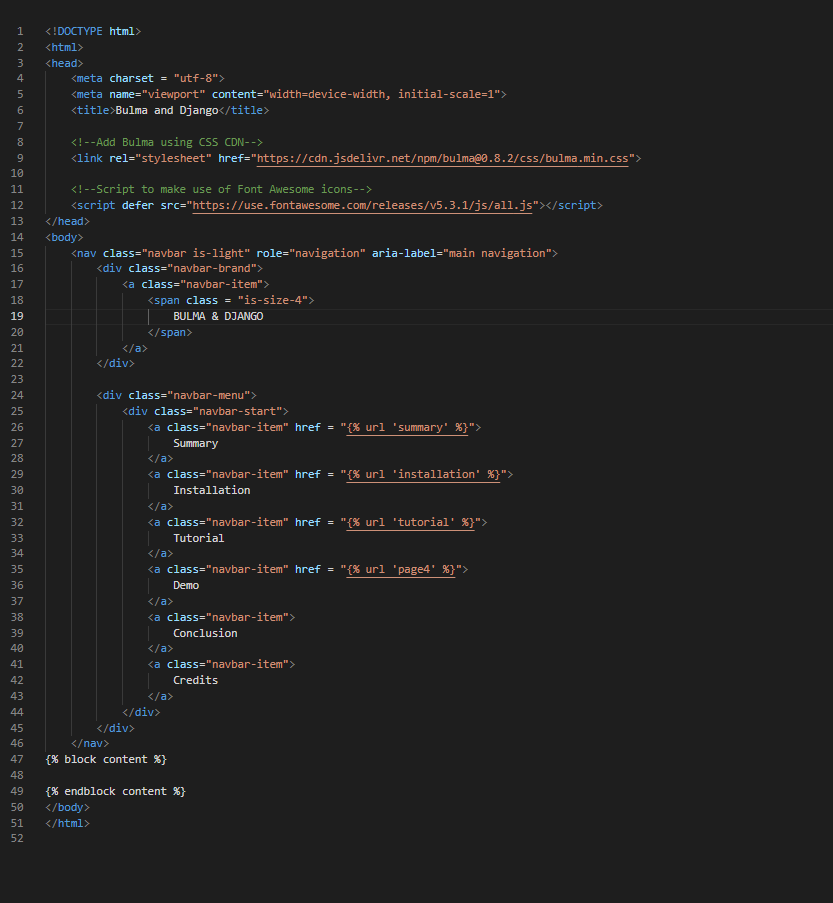 1 <!DOCTYPE html>
2 <html>
3 <head>
4     <meta charset = "utf-8">
5     <meta name="viewport" content="width=device-width, initial-scale=1">
6     <title>Bulma and Django</title>
7
8     <!--Add Bulma using CSS CDN-->
9     <link rel="stylesheet" href="https://cdn.jsdelivr.net/npm/bulma@0.8.2/css/bulma.min.css">
10
11     <!--Script to make use of Font Awesome icons-->
12     <script defer src="https://use.fontawesome.com/releases/v5.3.1/js/all.js"></script>
13 </head>
14 <body>
15     <nav class="navbar is-light" role="navigation" aria-label="main navigation">
16         <div class="navbar-brand">
17             <a class="navbar-item">
18                 <span class = "is-size-4">
19                     BULMA & DJANGO
20                 </span>
21             </a>
22         </div>
23
24         <div class="navbar-menu">
25             <div class="navbar-start">
26                 <a class="navbar-item" href = "{% url 'summary' %}">
27                     Summary
28                 </a>
29                 <a class="navbar-item" href = "{% url 'installation' %}">
30                     Installation
31                 </a>
32                 <a class="navbar-item" href = "{% url 'tutorial' %}">
33                     Tutorial
34                 </a>
35                 <a class="navbar-item" href = "{% url 'page4' %}">
36                     Demo
37                 </a>
38                 <a class="navbar-item">
39                     Conclusion
40                 </a>
41                 <a class="navbar-item">
42                     Credits
43                 </a>
44             </div>
45         </div>
46     </nav>
47 {% block content %}
48
49 {% endblock content %}
50 </body>
51 </html>
52